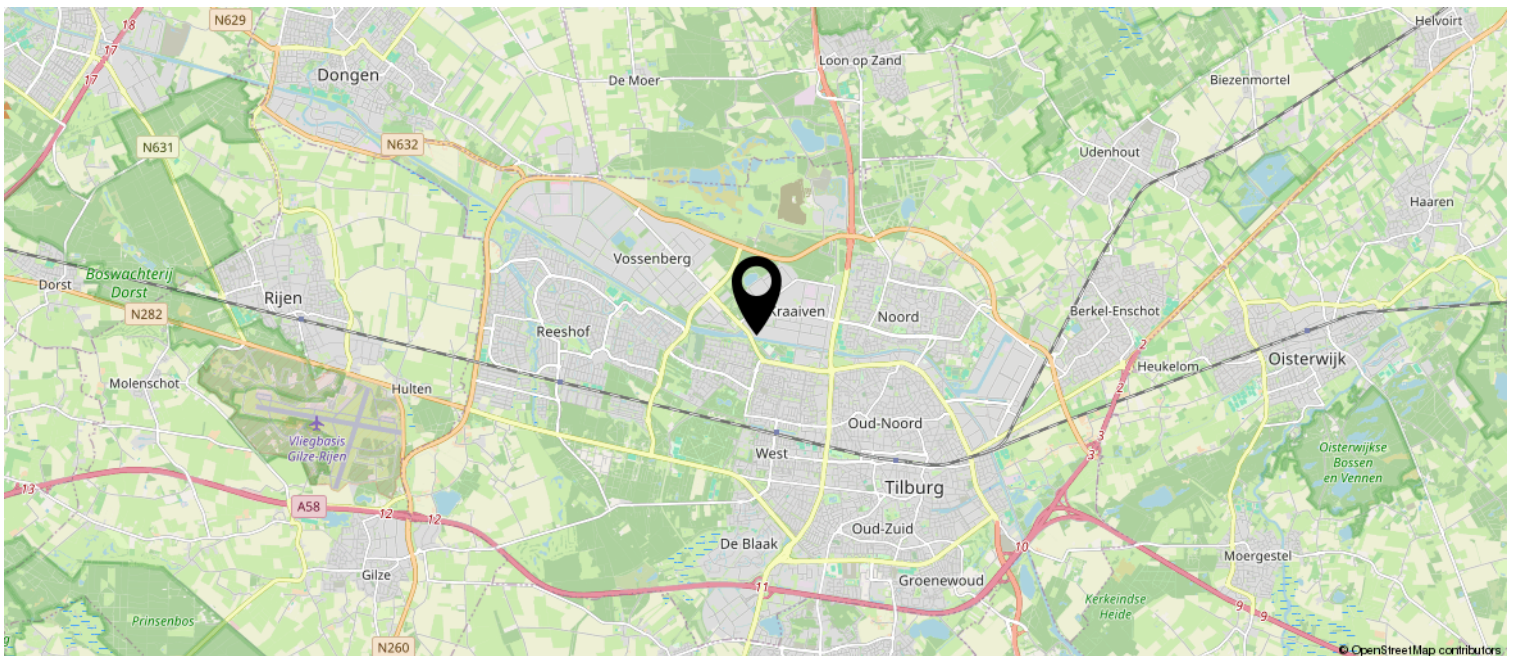 N629
18
17
17
Dongen
De Moer
Loon op Zand
Helvoirt
Biezenmortel
N631
N632
Udenhout
Haaren
Vossenberg
Boswachterij
Dorst
Dorst
Rijen
N282
Reeshof
Kraaiven
Noord
Berkel-Enschot
2
2
Heukelom
Oisterwijk
Molenschot
Hulten
Vliegbasis
Gilze-Rijen
Oud-Noord
West
3
3
Oisterwijkse
Bossen
en Vennen
13
A58
12
12
Tilburg
Oud-Zuid
De Blaak
10
Moergestel
Gilze
11
Groenewoud
Kerkeindse
Heide
9
9
Prinsenbos
N260
© OpenStreetMap contributors